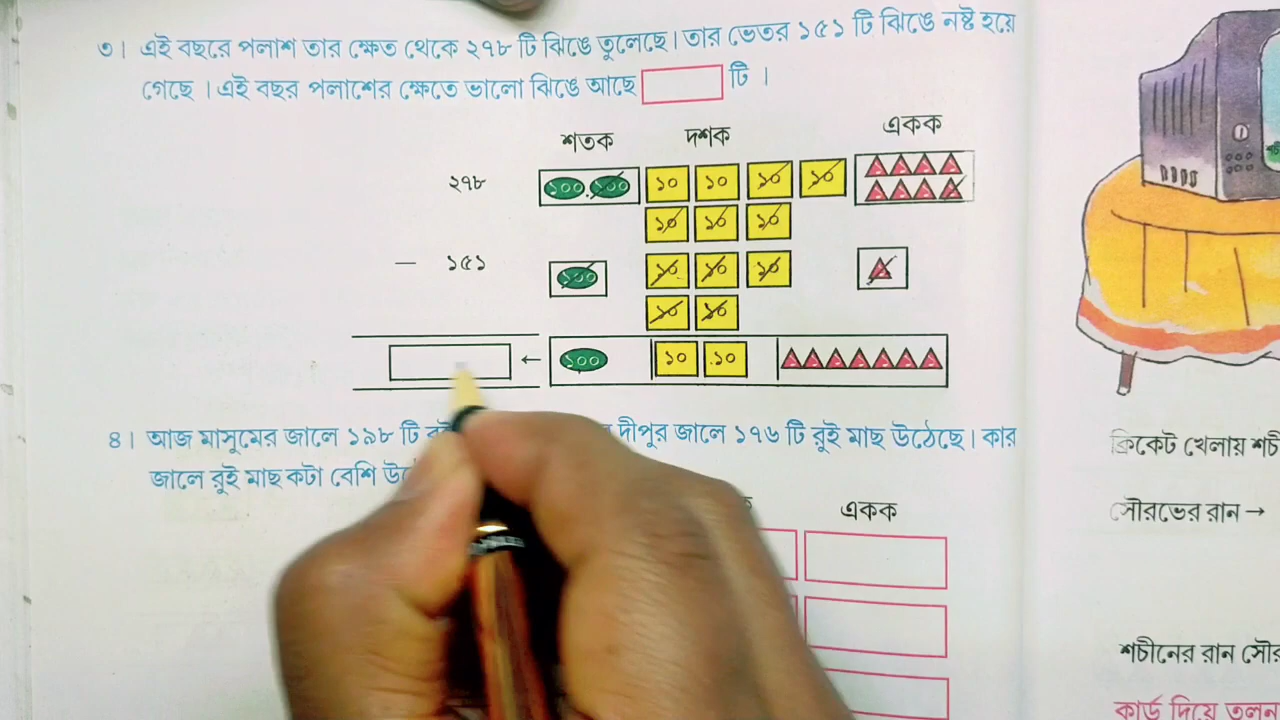 ৩। এই বছরে পলাশ তার ক্ষেত থেকে ২৭৮ টি ঝিঙে তুলেছে। তার ভেতর ১৫১ টি ঝিঙে নষ্ট হয়ে
গেছে । এই বছর পলাশের ক্ষেতে ভালো ঝিঙে আছে টি ।
শতক দশক একক
২৭৮ ১০০ ১০০ ১০ ১০ ১০ ১০
১০ ১০ ১০
— ১৫১ ১০০ ১০ ১০ ১০
১০ ১০
← ১০০ ১০ ১০
৪। আজ মাসুমের জালে ১৯৮ টি দীপুর জালে ১৭৬ টি রুই মাছ উঠেছে। কার
জালে রুই মাছ কটা বেশি
একক
ক্রিকেট খেলায়
সৌরভের রান →
শচীনের রান
কার্ড দিয়ে